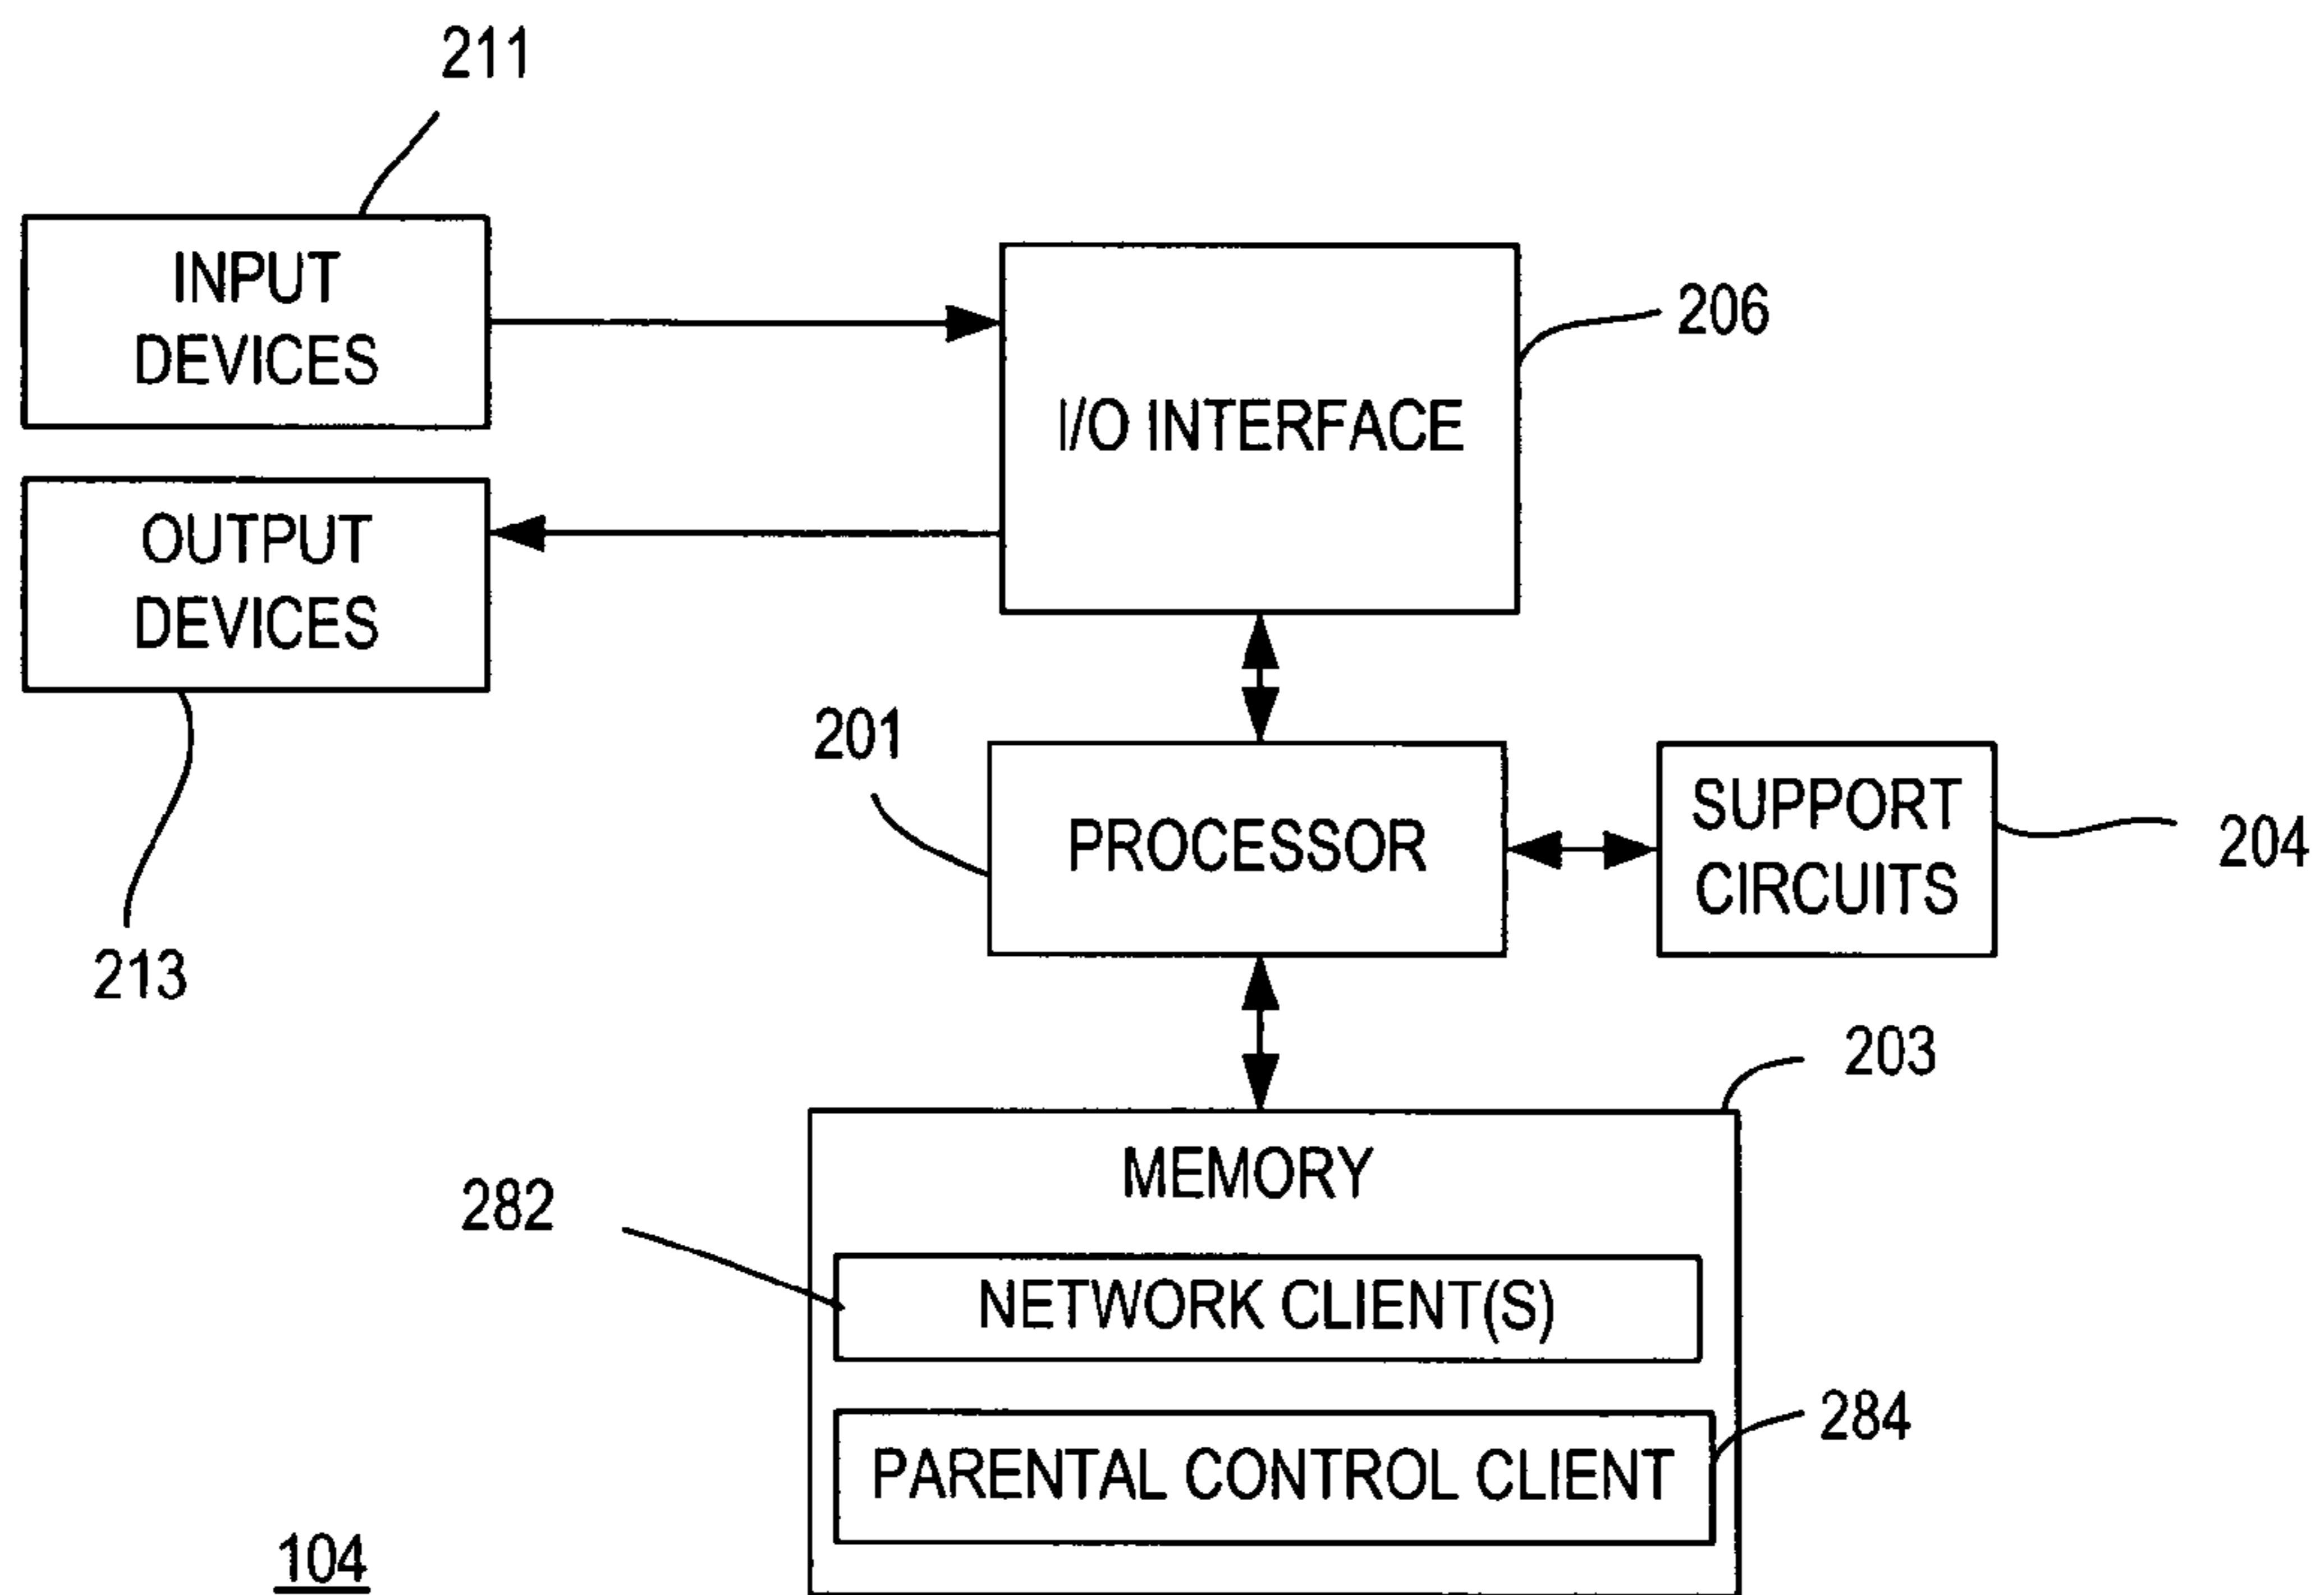 211
INPUT
DEVICES
I/O INTERFACE
206
OUTPUT
DEVICES
213
201
PROCESSOR
SUPPORT
CIRCUITS
204
203
MEMORY
282
NETWORK CLIENT(S)
284
PARENTAL CONTROL CLIENT
104